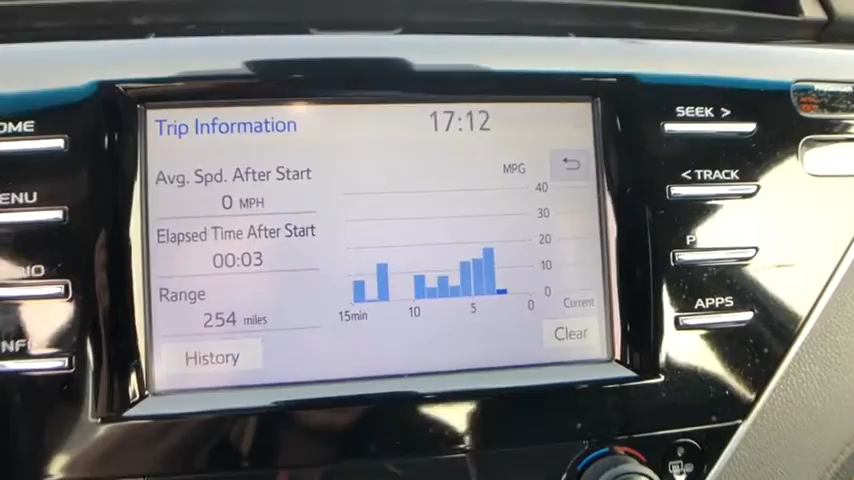 Trip Information
17:12
Avg. Spd. After Start
0 MPH
Elapsed Time After Start
00:03
Range
254 miles
History
MPG
40
30
20
10
0
15min 10 5 0
Current
Clear
SEEK >
< TRACK
APPS